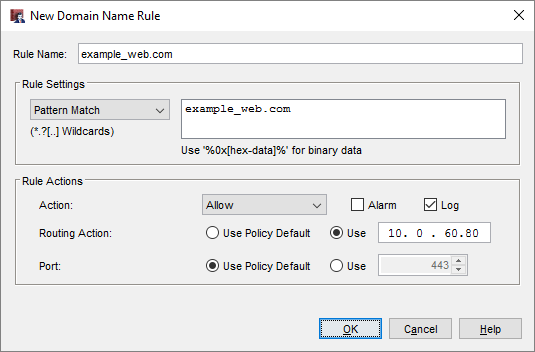 New Domain Name Rule
Rule Name: example_web.com
Rule Settings
Pattern Match
example_web.com
(*.?[..] Wildcards)
Use '%0x[hex-data]%' for binary data
Rule Actions
Action: Allow Alarm Log
Routing Action: Use Policy Default Use 10. 0 . 60.80
Port: Use Policy Default Use 443
OK Cancel Help